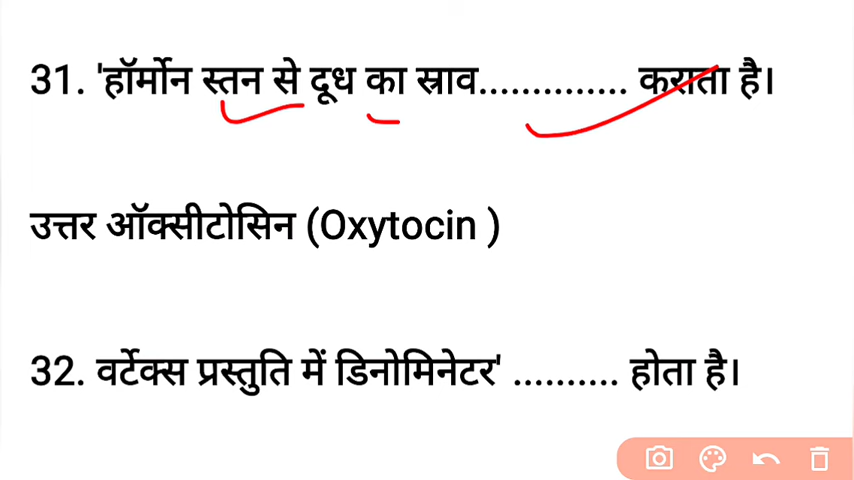 31. 'हॉर्मोन स्तन से दूध का स्राव.............. कराता है।
उत्तर ऑक्सीटोसिन (Oxytocin )
32. वर्टेक्स प्रस्तुति में डिनोमिनेटर' .......... होता है।